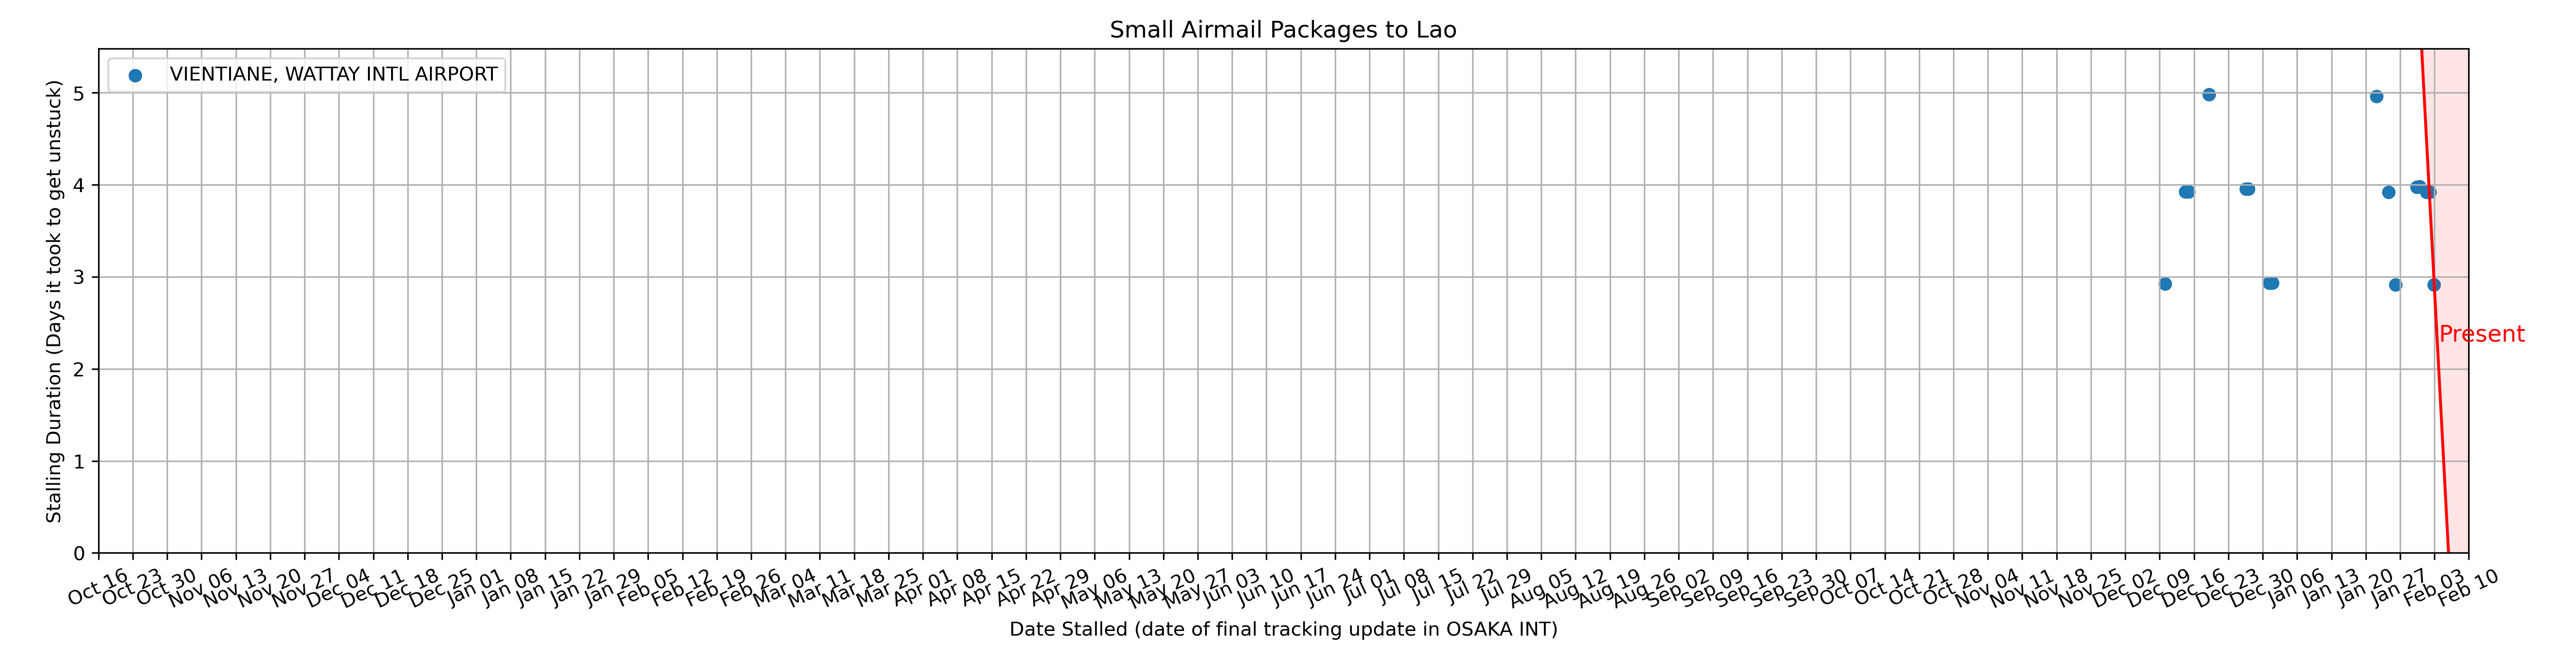 Small Airmail Packages to Lao
VIENTIANE, WATTAY INTL AIRPORT
Stalling Duration (Days it took to get unstuck)
5
4
3
2
1
0
Present
Oct 16 Oct 23 Oct 30 Nov 06 Nov 13 Nov 20 Nov 27 Dec 04 Dec 11 Dec 18 Dec 25 Jan 01 Jan 08 Jan 15 Jan 22 Jan 29 Feb 05 Feb 12 Feb 19 Feb 26 Mar 04 Mar 11 Mar 18 Mar 25 Apr 01 Apr 08 Apr 15 Apr 22 Apr 29 May 06 May 13 May 20 May 27 Jun 03 Jun 10 Jun 17 Jun 24 Jul 01 Jul 08 Jul 15 Jul 22 Jul 29 Aug 05 Aug 12 Aug 19 Aug 26 Sep 02 Sep 09 Sep 16 Sep 23 Sep 30 Oct 07 Oct 14 Oct 21 Oct 28 Nov 04 Nov 11 Nov 18 Nov 25 Dec 02 Dec 09 Dec 16 Dec 23 Dec 30 Jan 06 Jan 13 Jan 20 Jan 27 Feb 03 Feb 10
Date Stalled (date of final tracking update in OSAKA INT)